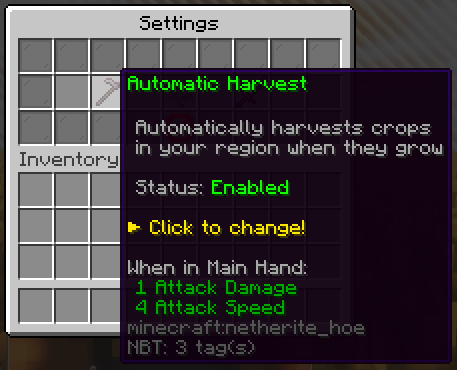 Settings
Automatic Harvest
Automatically harvests crops
in your region when they grow
Inventory
Status: Enabled
► Click to change!
When in Main Hand:
1 Attack Damage
4 Attack Speed
minecraft:netherite_hoe
NBT: 3 tag(s)